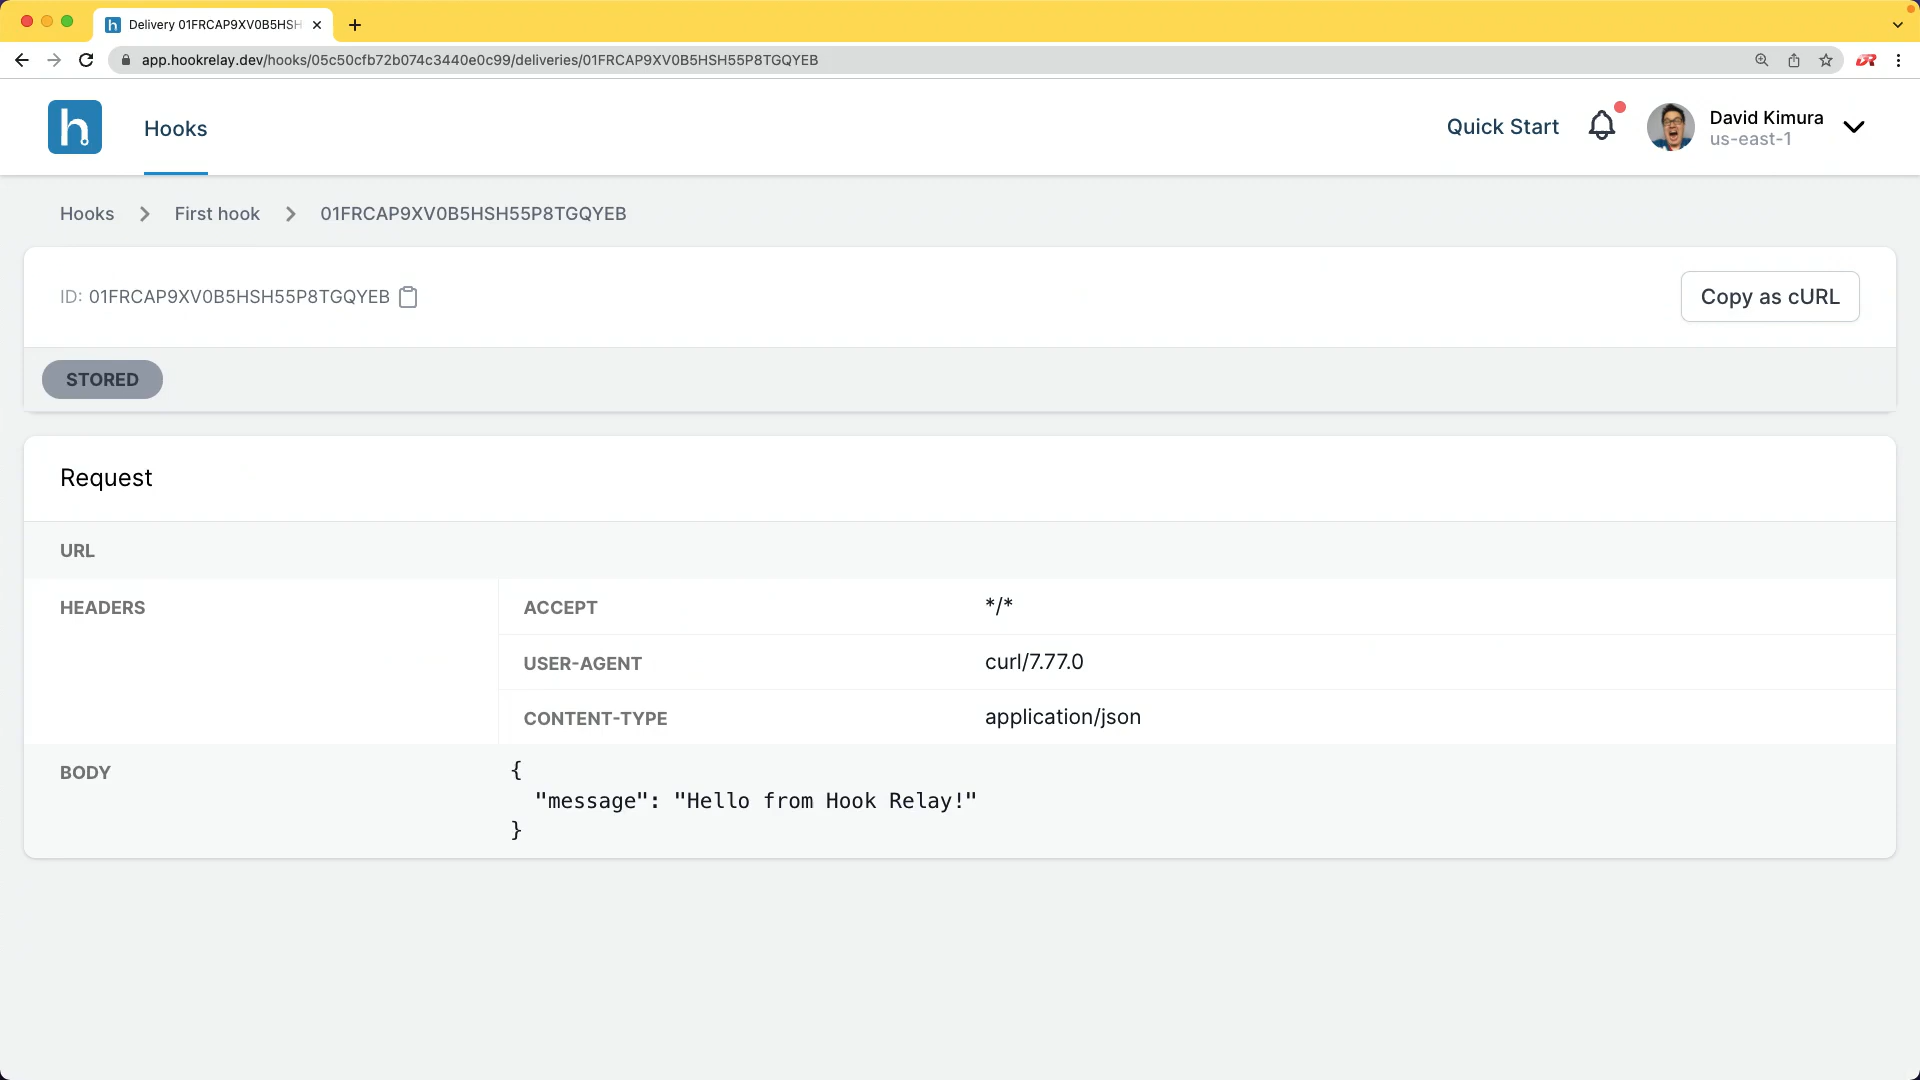 Delivery 01FRCAP9XV0B5HSH
app.hookrelay.dev/hooks/05c50cfb72b074c3440e0c99/deliveries/01FRCAP9XV0B5HSH55P8TGQYEB
h
Hooks
Quick Start
David Kimura
us-east-1
Hooks
First hook
01FRCAP9XV0B5HSH55P8TGQYEB
ID: 01FRCAP9XV0B5HSH55P8TGQYEB
Copy as cURL
STORED
Request
URL
HEADERS
ACCEPT
*/*
USER-AGENT
curl/7.77.0
CONTENT-TYPE
application/json
BODY
{
"message": "Hello from Hook Relay!"
}